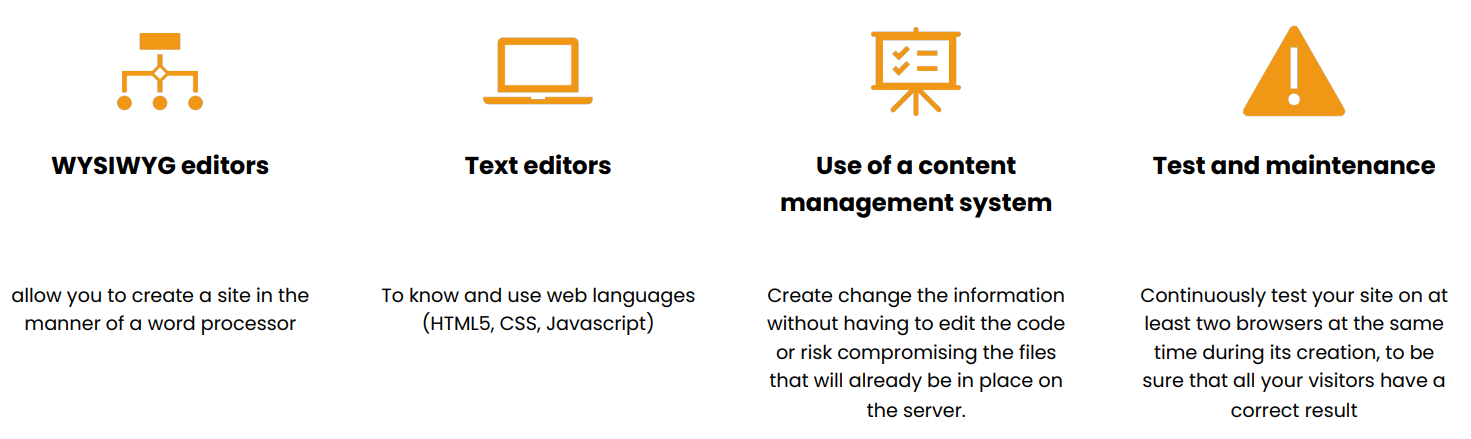 WYSIWYG editors
allow you to create a site in the
manner of a word processor
Text editors
To know and use web languages
(HTML5, CSS, Javascript)
Use of a content
management system
Create change the information
without having to edit the code
or risk compromising the files
that will already be in place on
the server.
Test and maintenance
Continuously test your site on at
least two browsers at the same
time during its creation, to be
sure that all your visitors have a
correct result